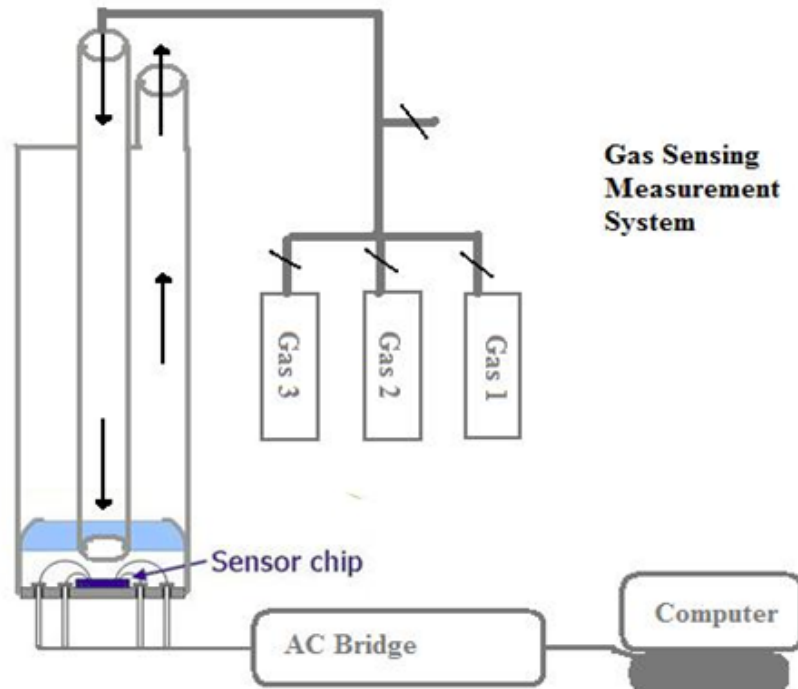 Gas Sensing
Measurement
System
Gas 3
Gas 2
Gas 1
Sensor chip
AC Bridge
Computer